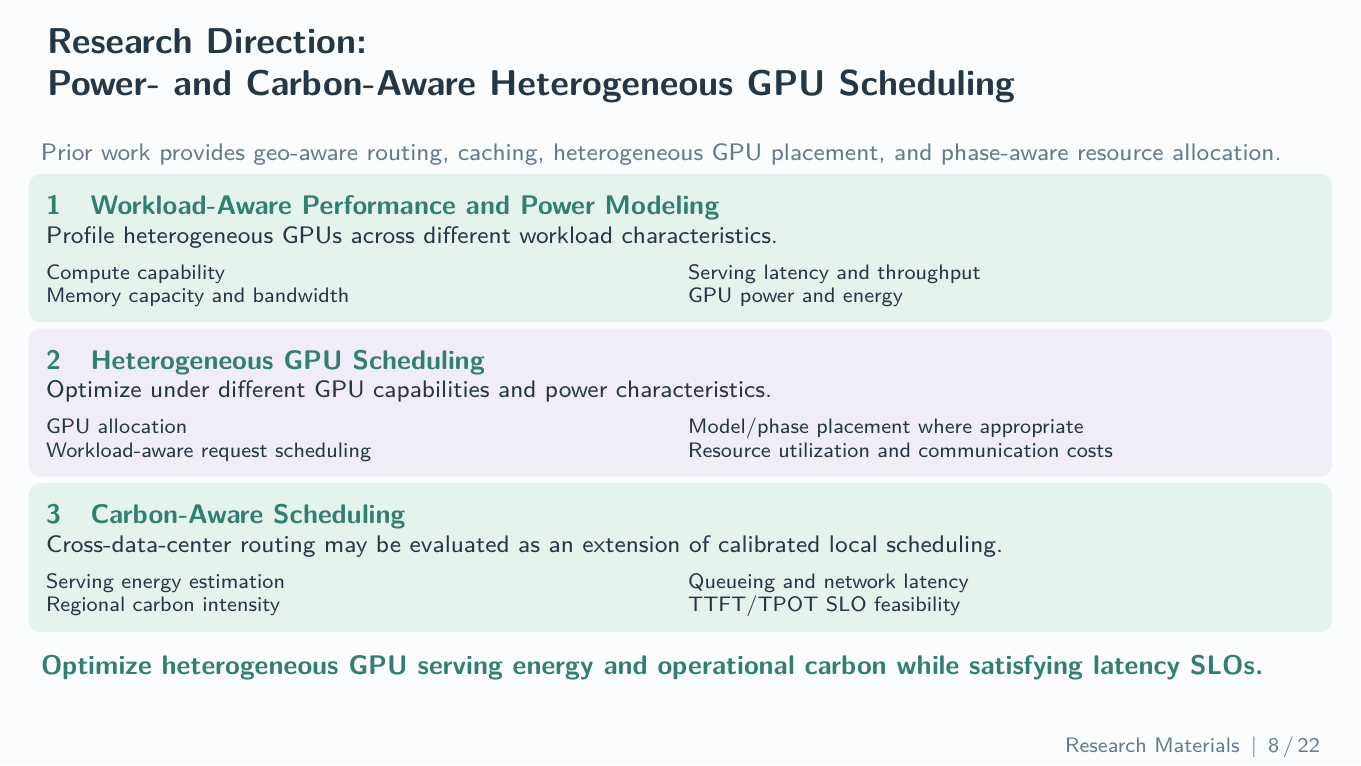 Research Direction:
Power- and Carbon-Aware Heterogeneous GPU Scheduling
Prior work provides geo-aware routing, caching, heterogeneous GPU placement, and phase-aware resource allocation.
1 Workload-Aware Performance and Power Modeling
Profile heterogeneous GPUs across different workload characteristics.
Compute capability
Memory capacity and bandwidth
Serving latency and throughput
GPU power and energy
2 Heterogeneous GPU Scheduling
Optimize under different GPU capabilities and power characteristics.
GPU allocation
Workload-aware request scheduling
Model/phase placement where appropriate
Resource utilization and communication costs
3 Carbon-Aware Scheduling
Cross-data-center routing may be evaluated as an extension of calibrated local scheduling.
Serving energy estimation
Regional carbon intensity
Queueing and network latency
TTFT/TPOT SLO feasibility
Optimize heterogeneous GPU serving energy and operational carbon while satisfying latency SLOs.
Research Materials | 8 / 22